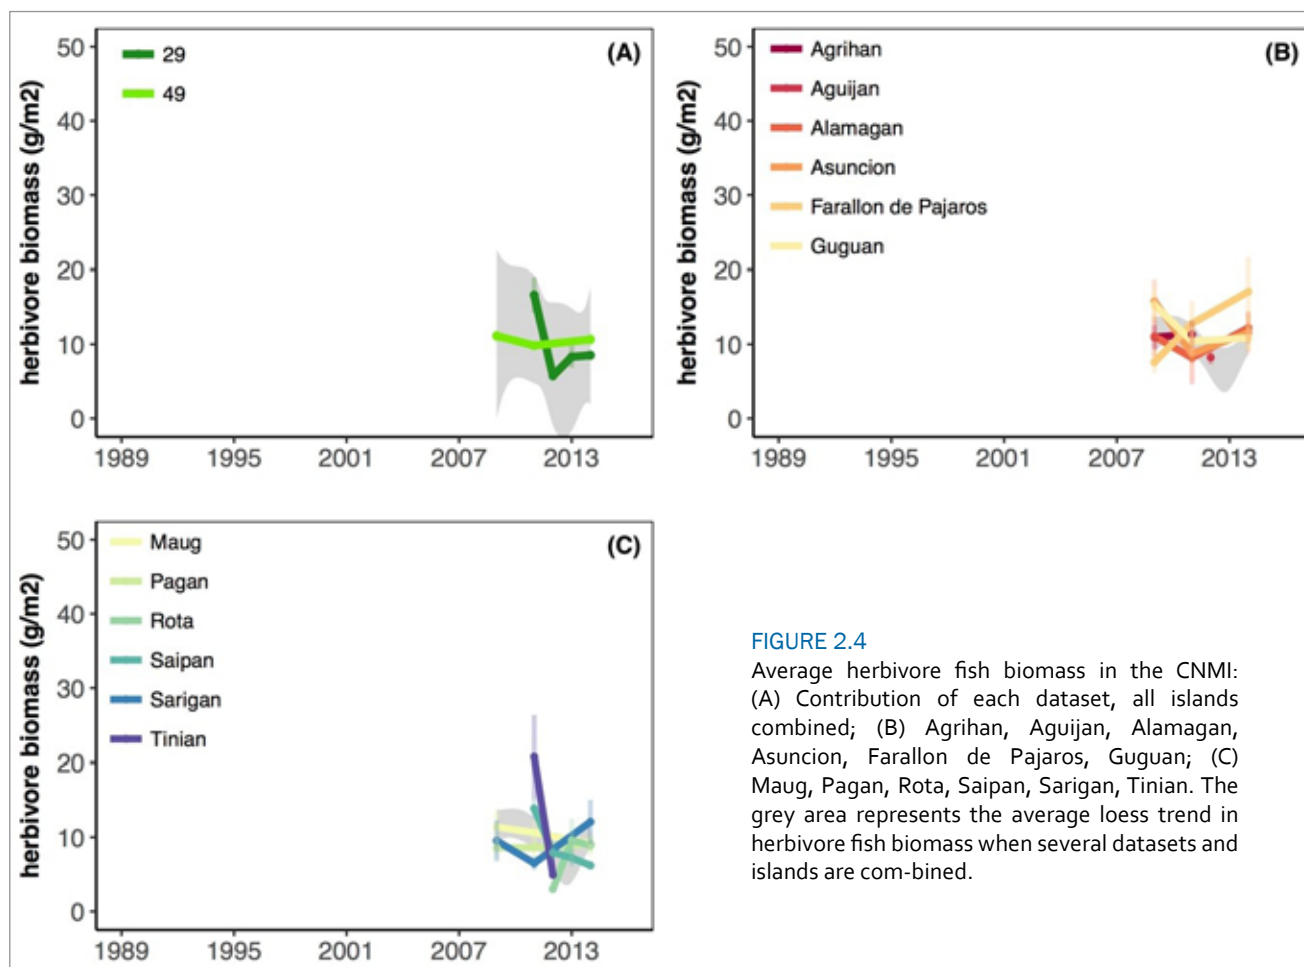 50
40
30
20
10
0
herbivore biomass (g/m2)
29
49
(A)
1989 1995 2001 2007 2013
50
40
30
20
10
0
herbivore biomass (g/m2)
Agrihan
Aguijan
Alamagan
Asuncion
Farallon de Pajaros
Guguan
(B)
1989 1995 2001 2007 2013
50
40
30
20
10
0
herbivore biomass (g/m2)
Maug
Pagan
Rota
Saipan
Sarigan
Tinian
(C)
1989 1995 2001 2007 2013
FIGURE 2.4
Average herbivore fish biomass in the CNMI:
(A) Contribution of each dataset, all islands
combined; (B) Agrihan, Aguijan, Alamagan,
Asuncion, Farallon de Pajaros, Guguan; (C)
Maug, Pagan, Rota, Saipan, Sarigan, Tinian. The
grey area represents the average loess trend in
herbivore fish biomass when several datasets and
islands are com-bined.